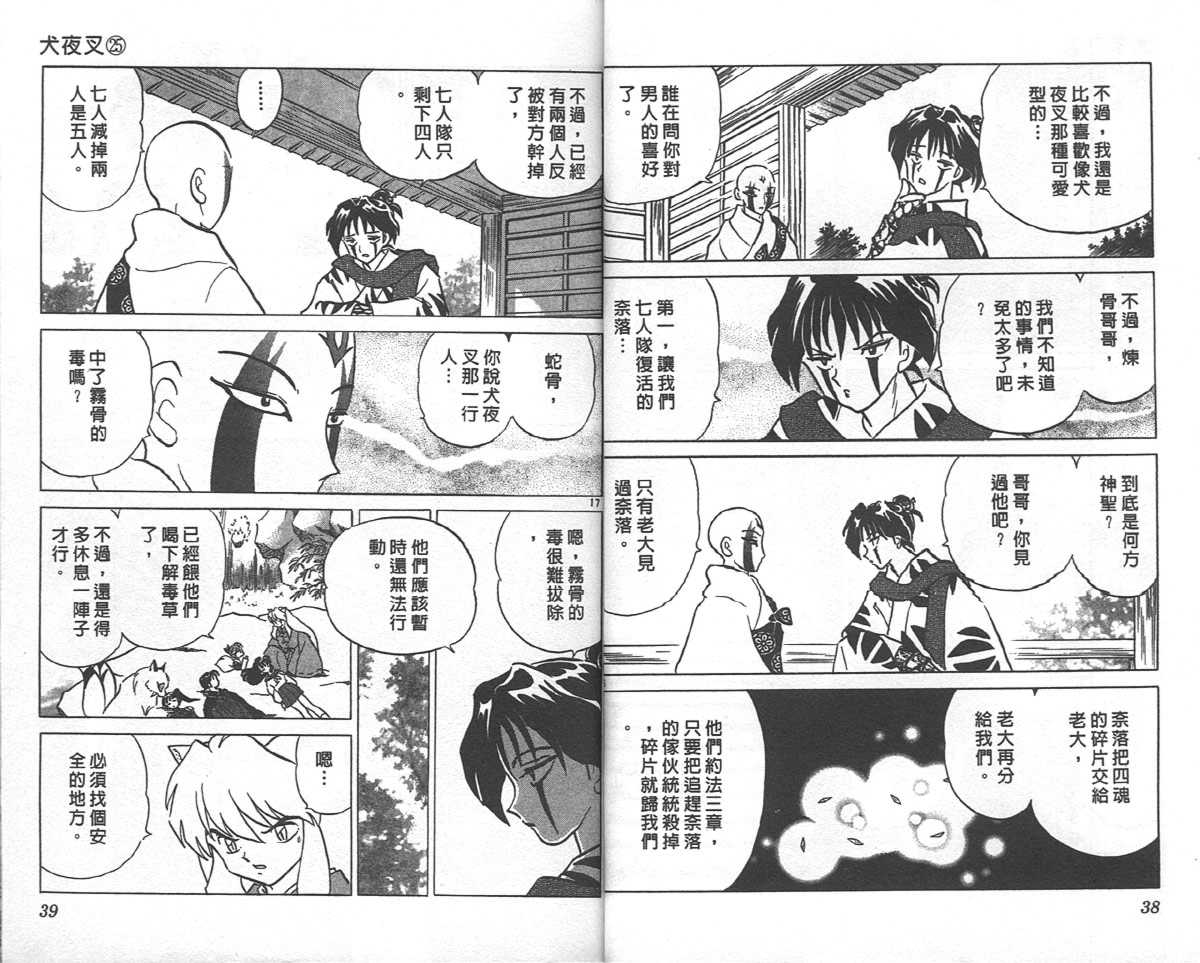 不過，我還是
比較喜歡像犬
夜叉那種可愛
型的…
誰在問你對
男人的喜好
了。
不過，煉
骨哥哥，
我們不知道
的事情，未
免太多了吧
？
第一，讓我們
七人隊復活的
奈落…
到底是何方
神聖？
哥哥，你見
過他吧？
只有老大見
過奈落。
奈落把四魂
的碎片交給
老大，
老大再分
給我們。
他們約法三章，
只要把追趕奈落
的傢伙統統殺掉
，碎片就歸我們
。
38
犬夜叉㉕
不過，已經
有兩個人反
被對方幹掉
了，
七人隊只
剩下四人
。
……
七人減掉兩
人是五人。
蛇骨，
你說犬夜
叉那一行
人…
中了霧骨的
毒嗎？
17
嗯，霧骨的
毒很難拔除
，
他們應該暫
時還無法行
動。
已經餵他們
喝下解毒草
了，
不過，還是得
多休息一陣子
才行。
嗯…
必須找個安
全的地方。
39